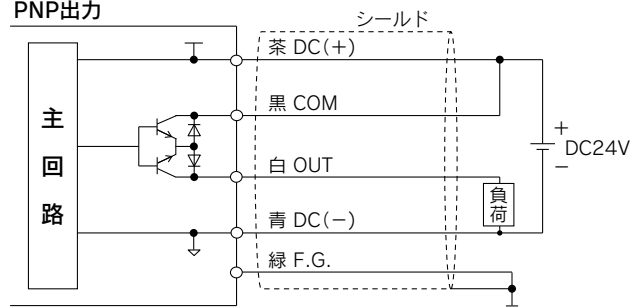 PNP出力
シールド
茶 DC(+)
主回路
黒 COM
+
DC24V
−
白 OUT
負荷
青 DC(−)
緑 F.G.